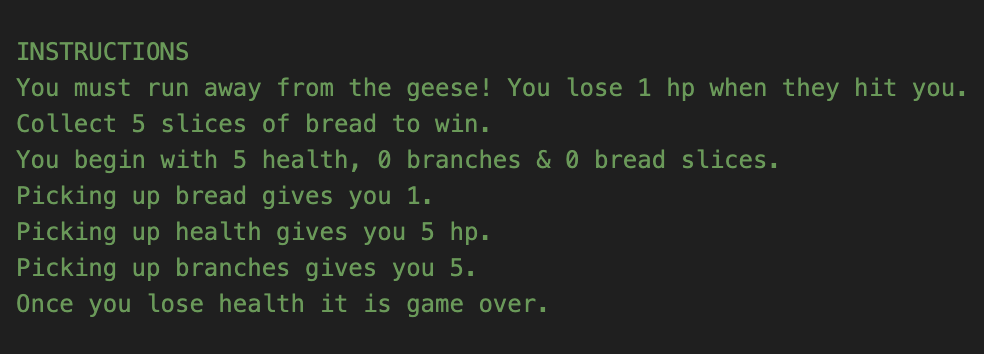 INSTRUCTIONS
You must run away from the geese! You lose 1 hp when they hit you.
Collect 5 slices of bread to win.
You begin with 5 health, 0 branches & 0 bread slices.
Picking up bread gives you 1.
Picking up health gives you 5 hp.
Picking up branches gives you 5.
Once you lose health it is game over.